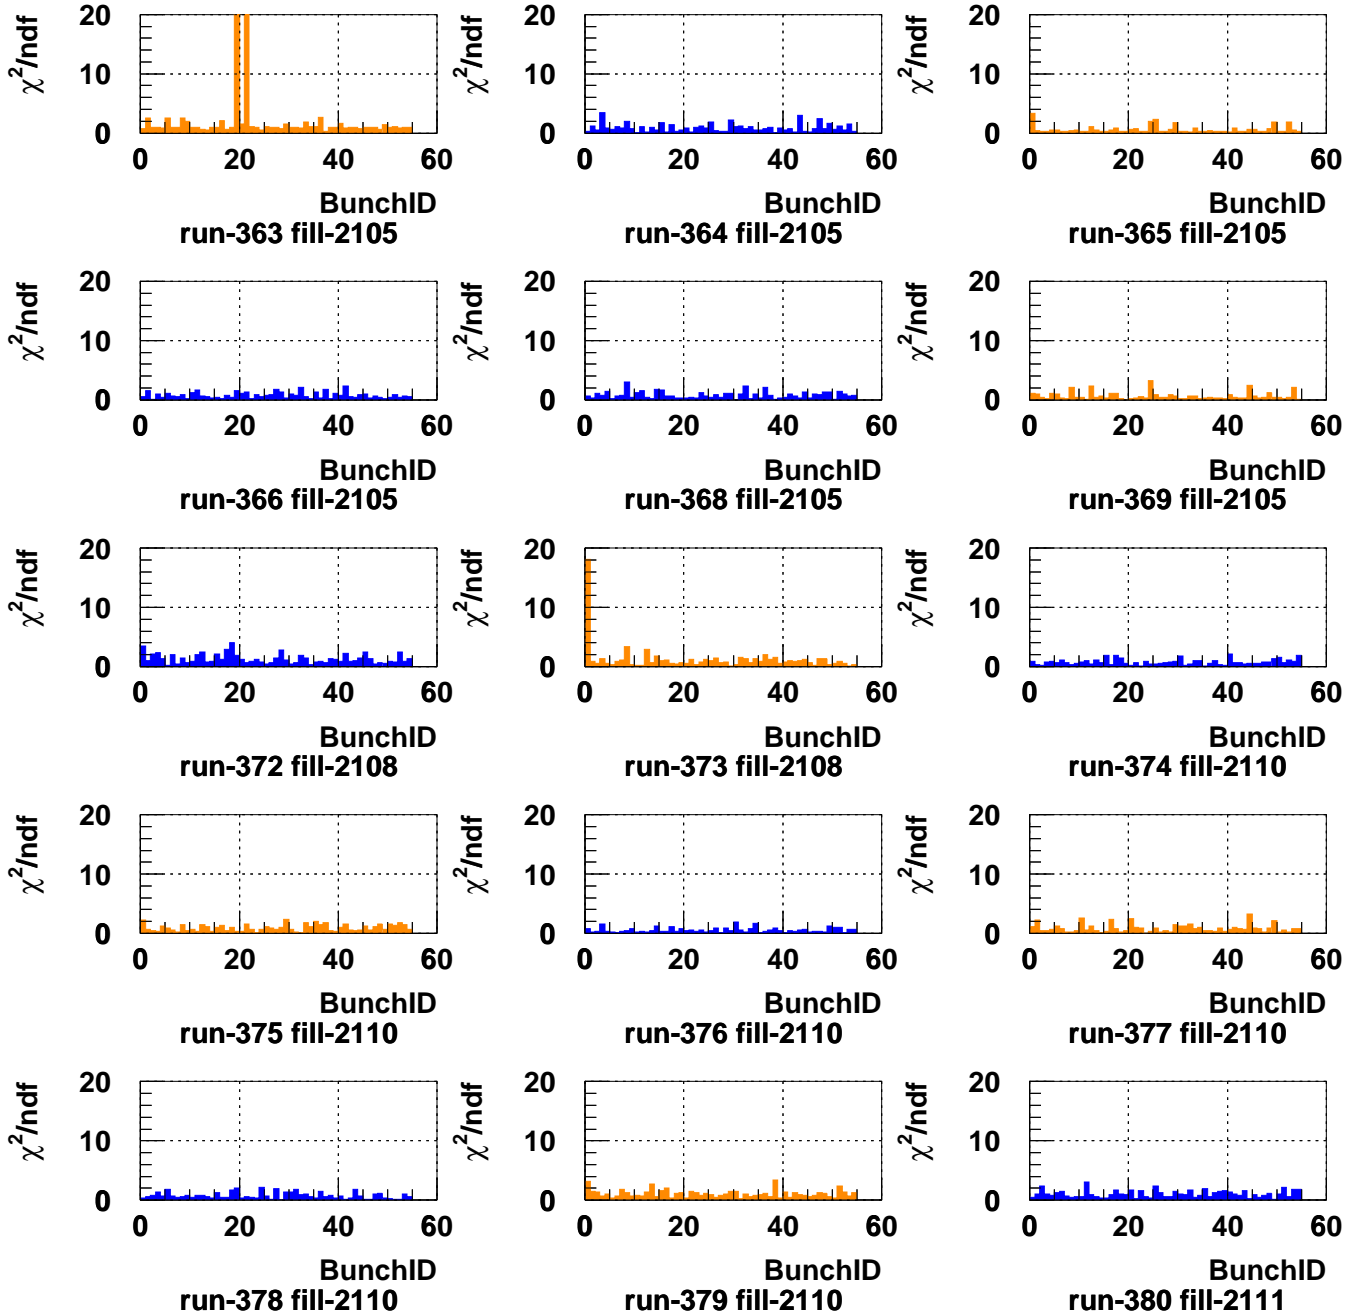 χ²/ndf 20 10 0 0 20 40 60 BunchID
run-363 fill-2105
χ²/ndf 20 10 0 0 20 40 60 BunchID
run-364 fill-2105
χ²/ndf 20 10 0 0 20 40 60 BunchID
run-365 fill-2105
χ²/ndf 20 10 0 0 20 40 60 BunchID
run-366 fill-2105
χ²/ndf 20 10 0 0 20 40 60 BunchID
run-368 fill-2105
χ²/ndf 20 10 0 0 20 40 60 BunchID
run-369 fill-2105
χ²/ndf 20 10 0 0 20 40 60 BunchID
run-372 fill-2108
χ²/ndf 20 10 0 0 20 40 60 BunchID
run-373 fill-2108
χ²/ndf 20 10 0 0 20 40 60 BunchID
run-374 fill-2110
χ²/ndf 20 10 0 0 20 40 60 BunchID
run-375 fill-2110
χ²/ndf 20 10 0 0 20 40 60 BunchID
run-376 fill-2110
χ²/ndf 20 10 0 0 20 40 60 BunchID
run-377 fill-2110
χ²/ndf 20 10 0 0 20 40 60 BunchID
run-378 fill-2110
χ²/ndf 20 10 0 0 20 40 60 BunchID
run-379 fill-2110
χ²/ndf 20 10 0 0 20 40 60 BunchID
run-380 fill-2111